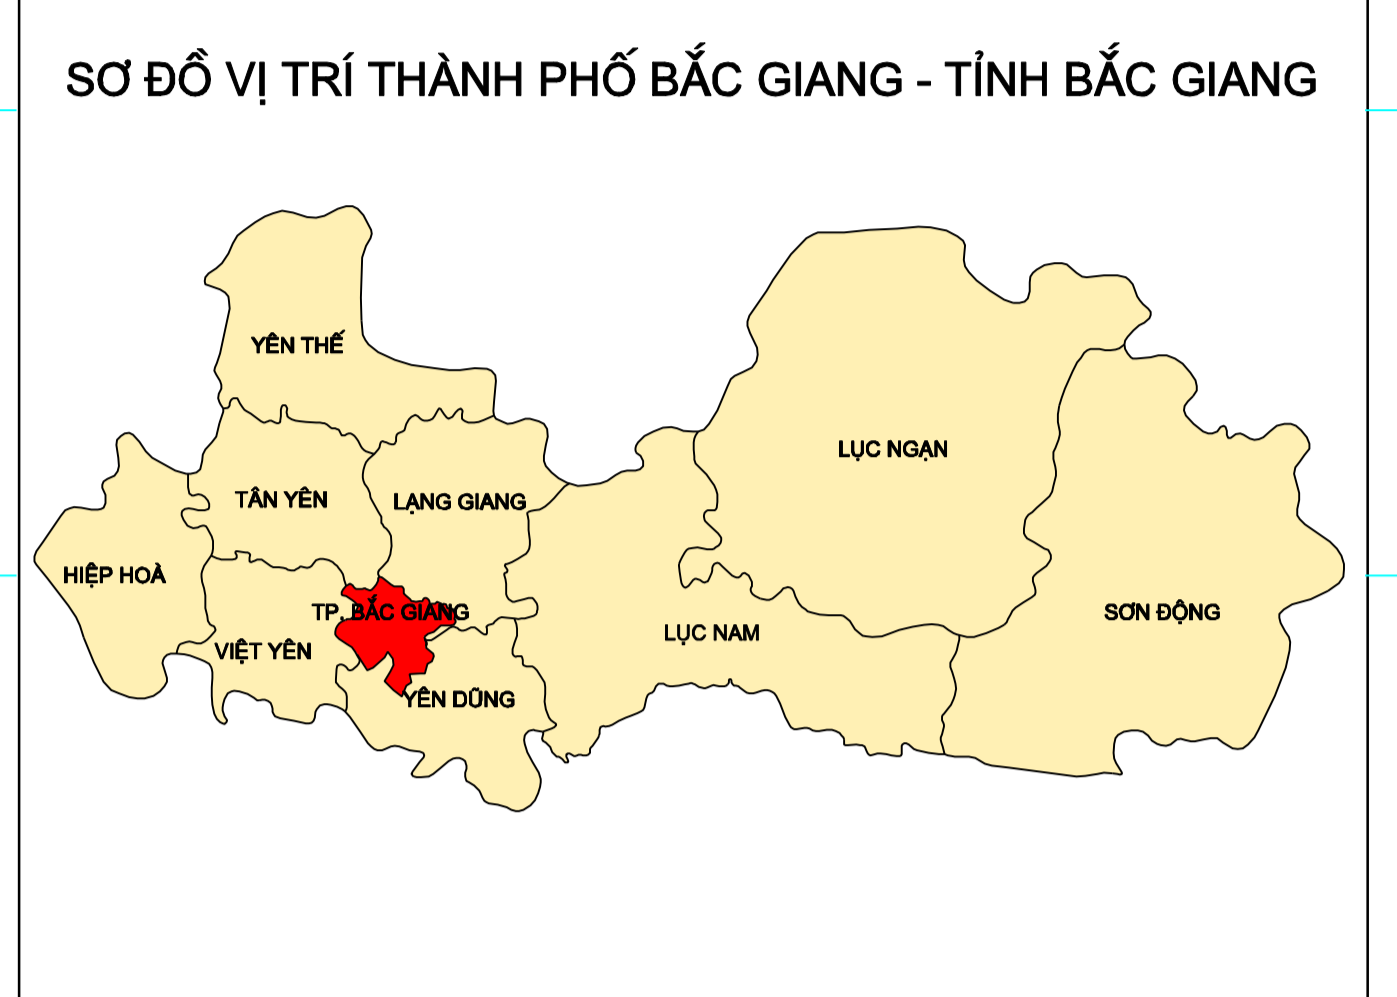 SƠ ĐỒ VỊ TRÍ THÀNH PHỐ BẮC GIANG - TỈNH BẮC GIANG
YÊN THẾ
LỤC NGẠN
TÂN YÊN
LẠNG GIANG
HIỆP HOÀ
TP. BẮC GIANG
SƠN ĐỘNG
LỤC NAM
VIỆT YÊN
YÊN DŨNG